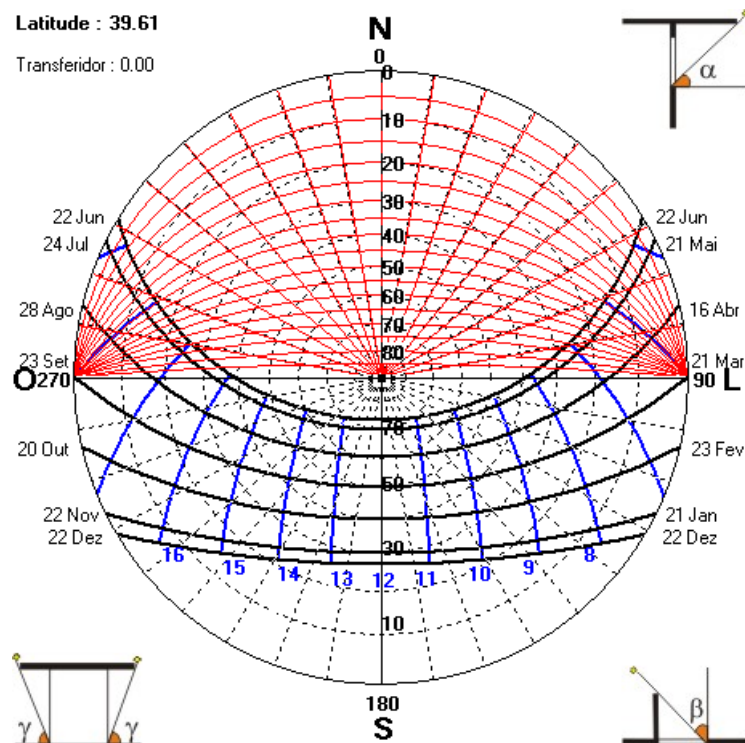 Latitude : 39.61
Transferidor : 0.00
N
0
0
10
20
30
40
50
60
70
80
α
22 Jun
24 Jul
28 Ago
23 Set
O 270
20 Out
22 Nov
22 Dez
22 Jun
21 Mai
16 Abr
21 Mar
90 L
23 Fev
21 Jan
22 Dez
70
50
30
10
16
15
14
13
12
11
10
9
8
180
S
γ
γ
β